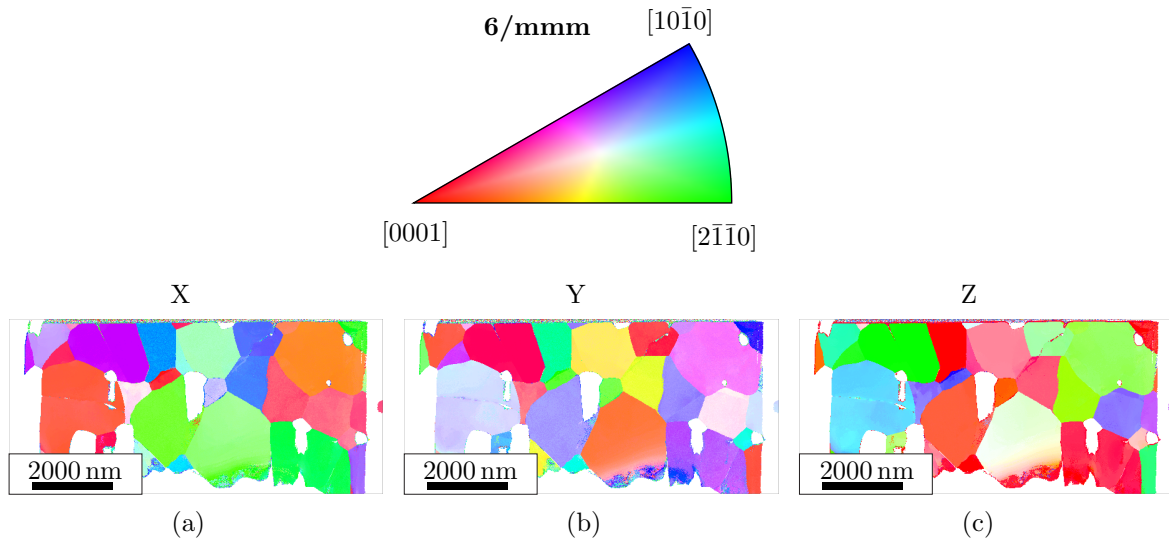 6/mmm
[101̄0]
[0001]
[21̄1̄0]
X
Y
Z
2000 nm
2000 nm
2000 nm
(a)
(b)
(c)